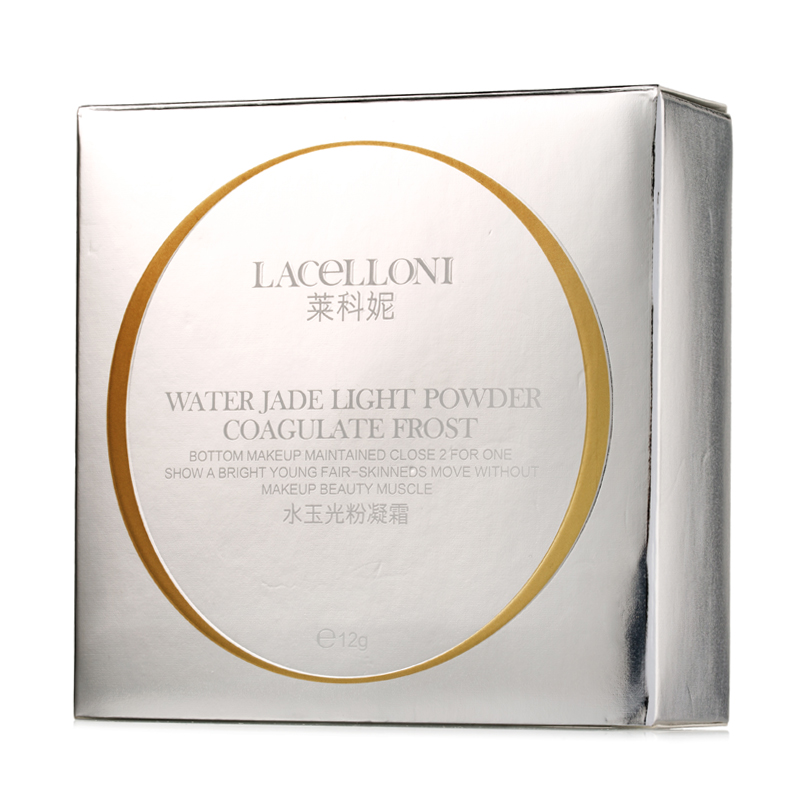 LACELLONI
莱科妮
WATER JADE LIGHT POWDER
COAGULATE FROST
BOTTOM MAKEUP MAINTAINED CLOSE 2 FOR ONE
SHOW A BRIGHT YOUNG FAIR-SKINNEDS MOVE WITHOUT
MAKEUP BEAUTY MUSCLE
水玉光粉凝霜
℮12g